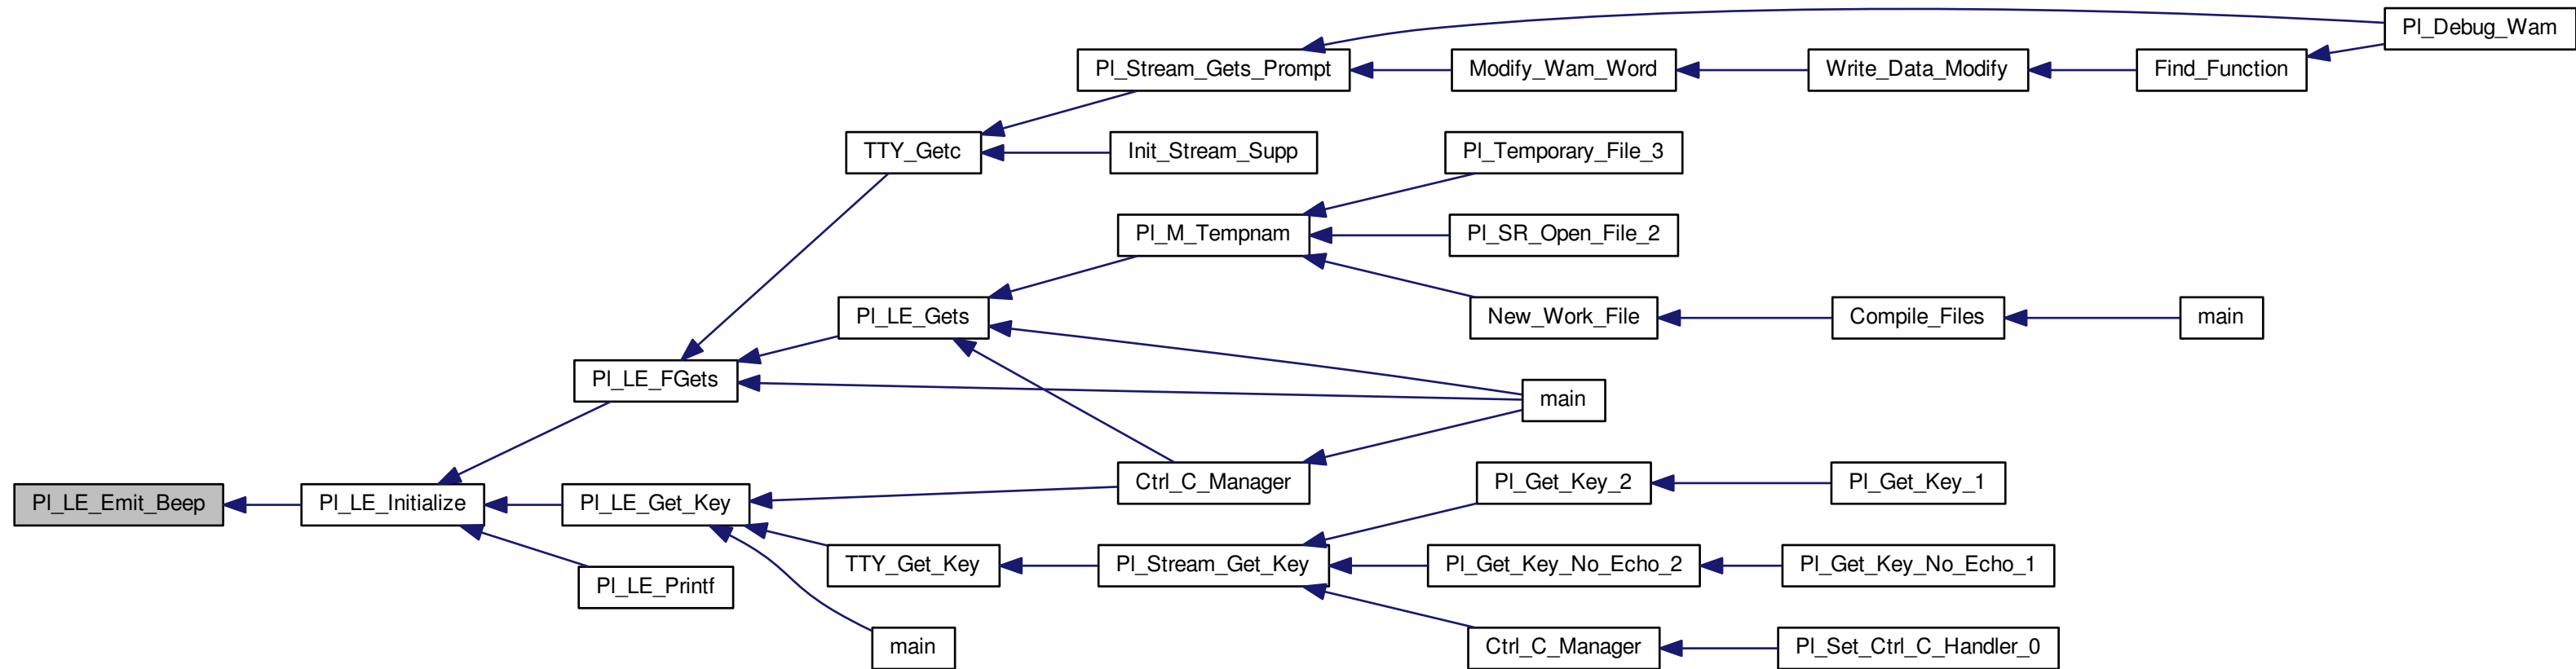 Pl_Debug_Wam
Pl_Stream_Gets_Prompt
Modify_Wam_Word
Write_Data_Modify
Find_Function
TTY_Getc
Init_Stream_Supp
Pl_Temporary_File_3
Pl_M_Tempnam
Pl_SR_Open_File_2
Pl_LE_Gets
New_Work_File
Compile_Files
main
Pl_LE_FGets
main
Pl_LE_Emit_Beep
Pl_LE_Initialize
Pl_LE_Get_Key
Ctrl_C_Manager
Pl_Get_Key_2
Pl_Get_Key_1
TTY_Get_Key
Pl_Stream_Get_Key
Pl_Get_Key_No_Echo_2
Pl_Get_Key_No_Echo_1
Pl_LE_Printf
main
Ctrl_C_Manager
Pl_Set_Ctrl_C_Handler_0